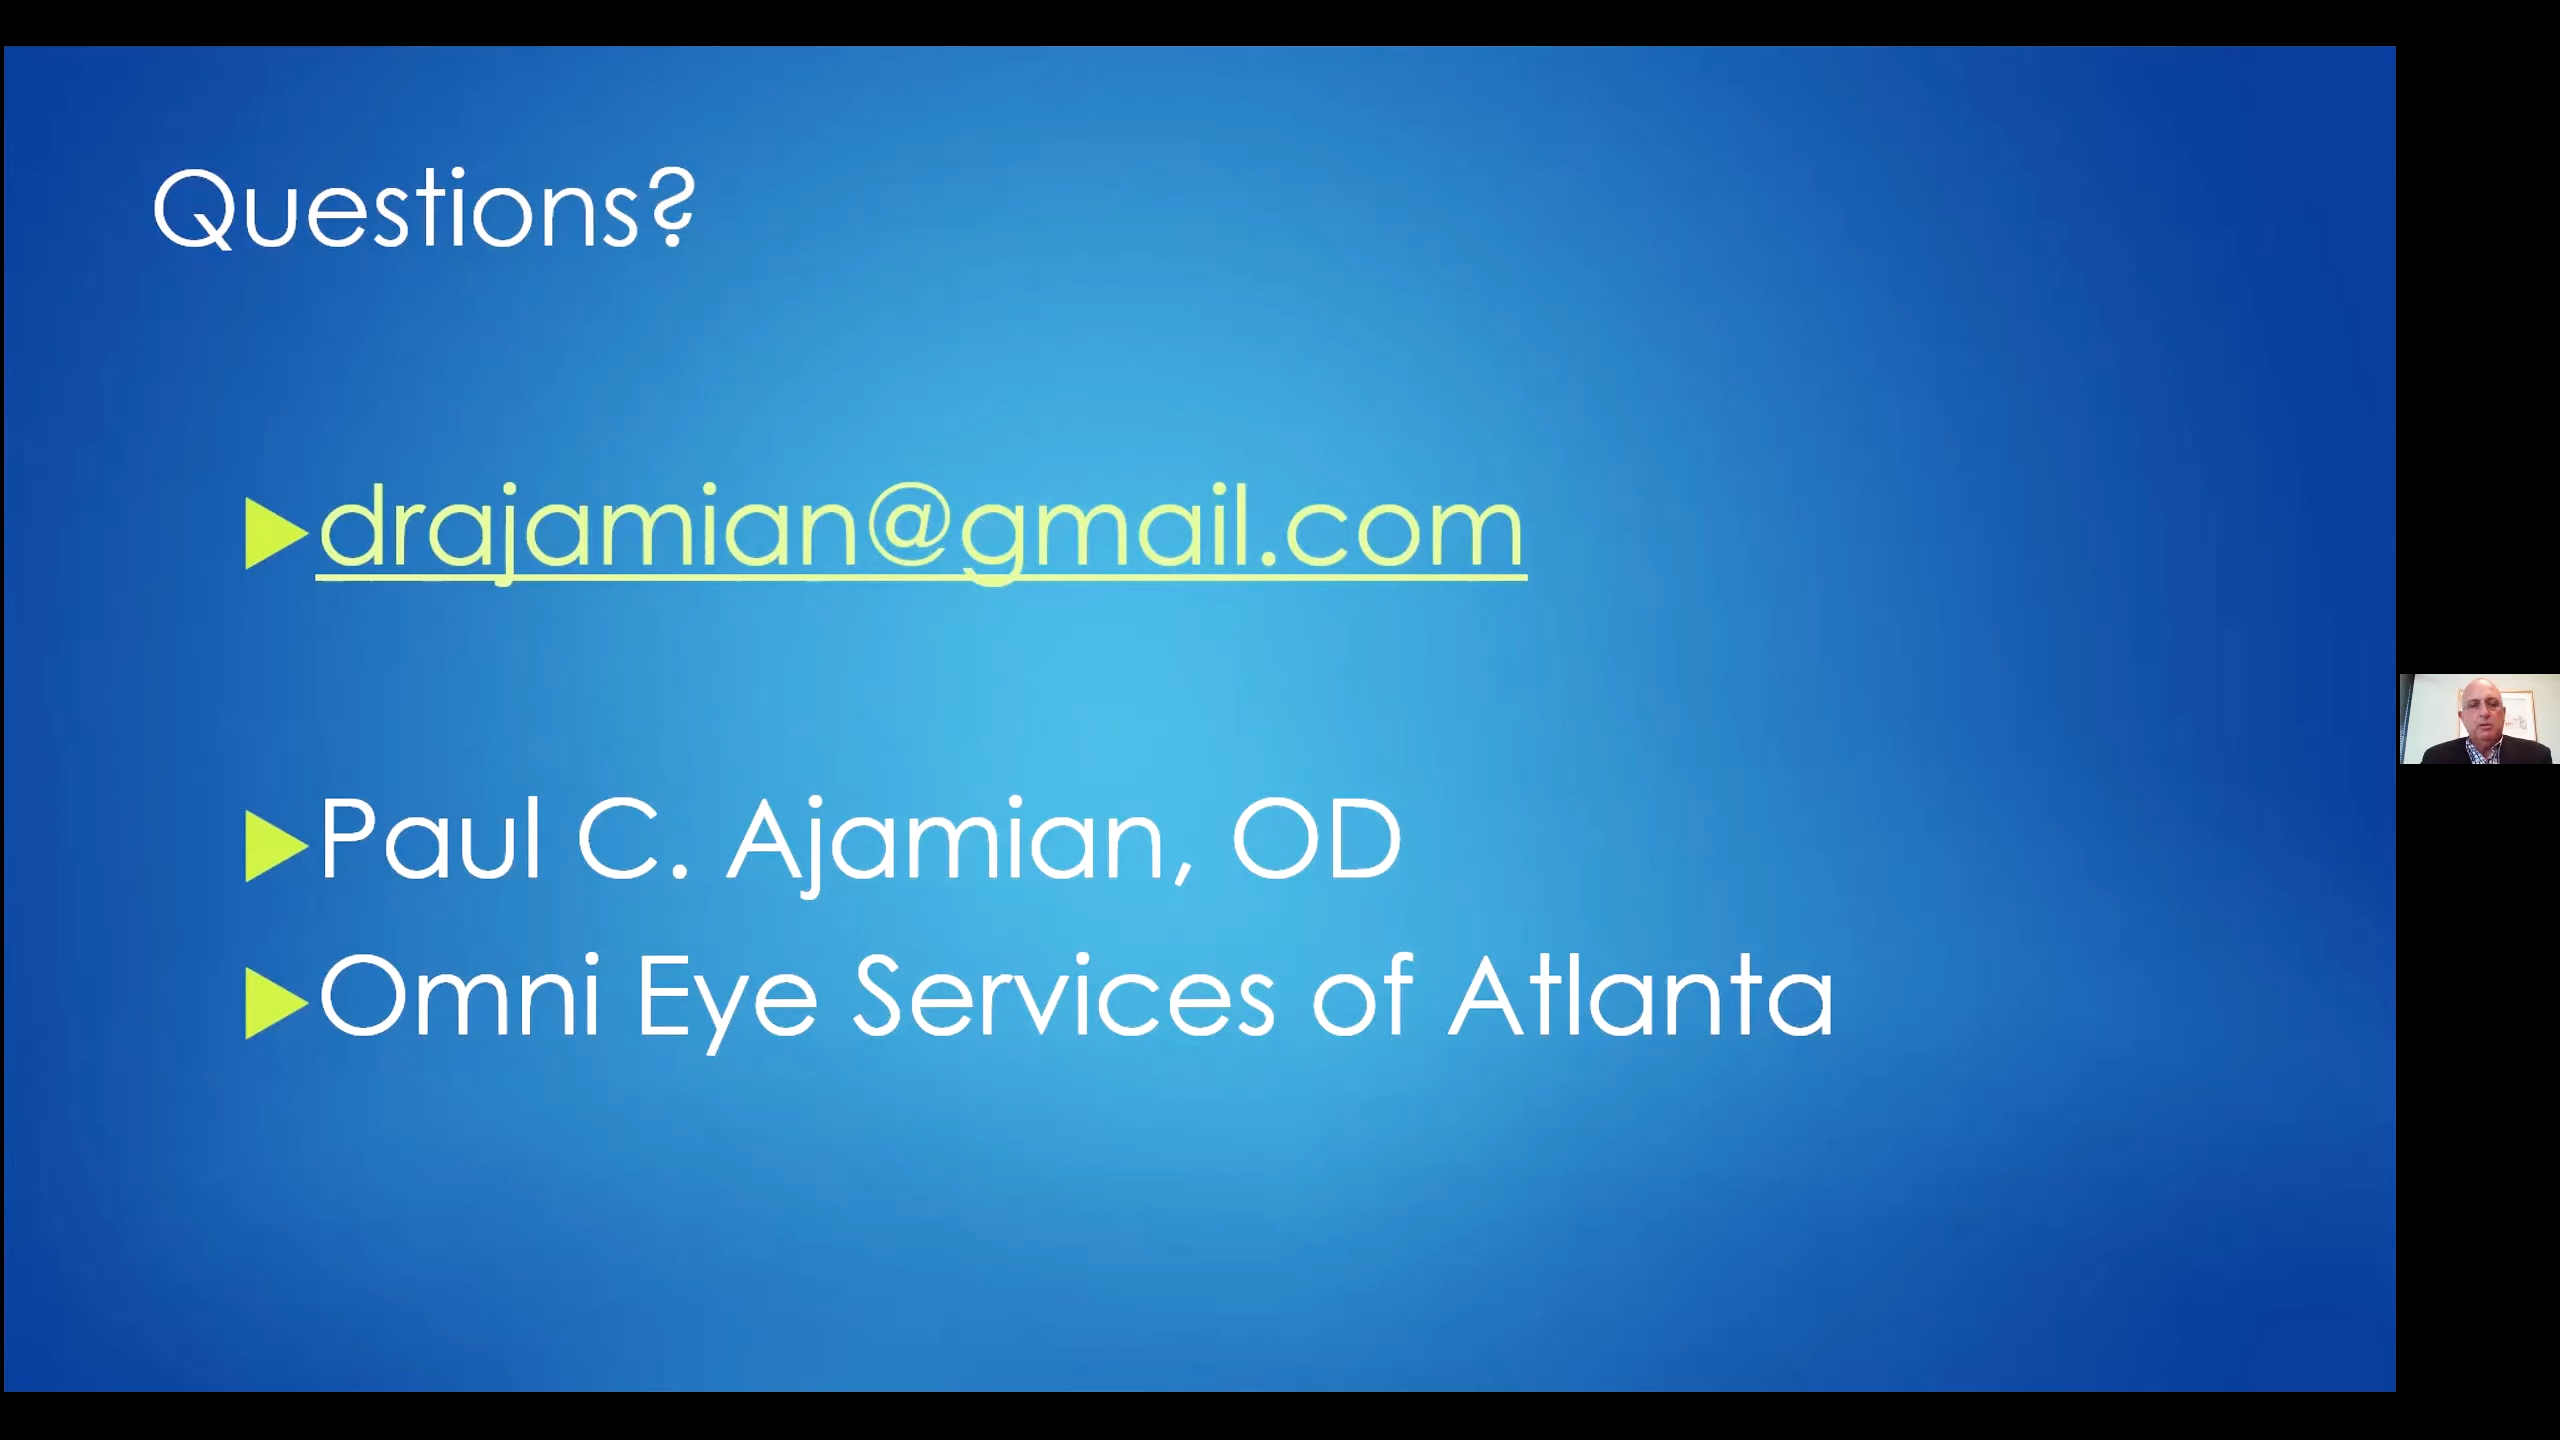 Questions?
drajamian@gmail.com
Paul C. Ajamian, OD
Omni Eye Services of Atlanta